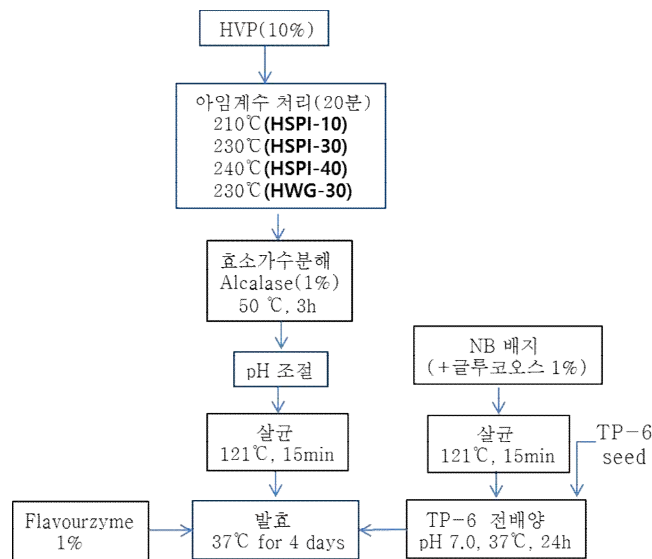 HVP(10%)
아임계수 처리(20분)
210℃(HSPI-10)
230℃(HSPI-30)
240℃(HSPI-40)
230℃(HWG-30)
효소가수분해
Alcalase(1%)
50 ℃, 3h
pH 조절
살균
121℃, 15min
NB 배지
(+글루코오스 1%)
살균
121℃, 15min
TP-6
seed
Flavourzyme
1%
발효
37℃ for 4 days
TP-6 전배양
pH 7.0, 37℃, 24h